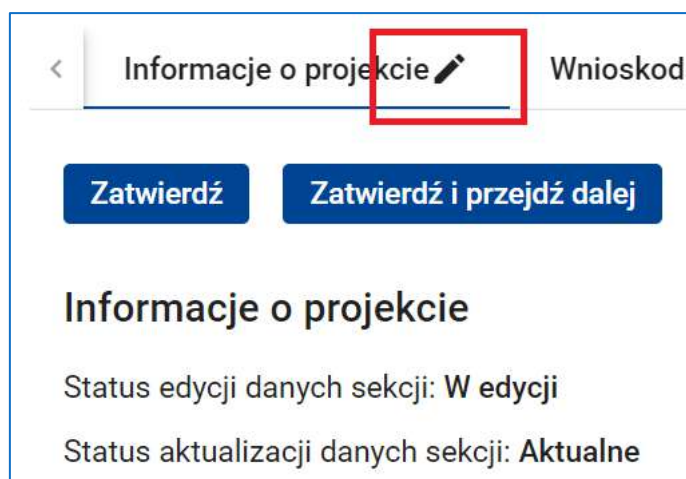 Informacje o projekcie Wnioskod
Zatwierdź Zatwierdź i przejdź dalej
Informacje o projekcie
Status edycji danych sekcji: W edycji
Status aktualizacji danych sekcji: Aktualne